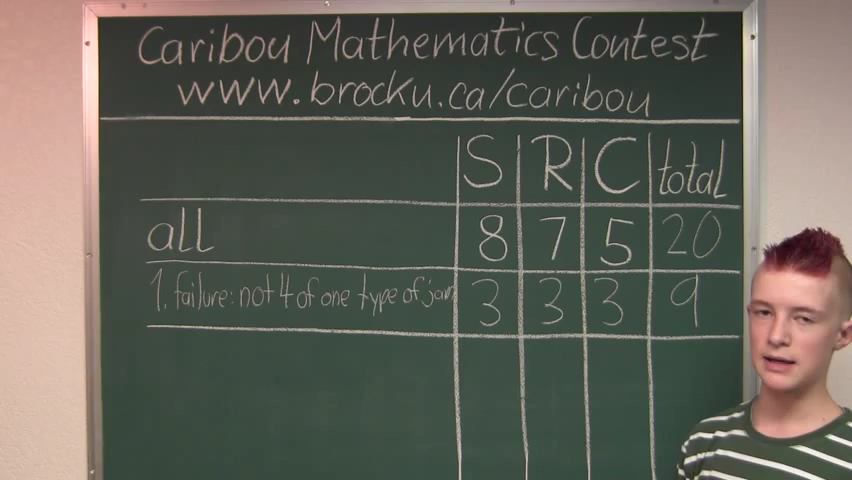 Caribou Mathematics Contest
www.brocku.ca/caribou
S R C total
all 8 7 5 20
1. failure: not 4 of one type of jam 3 3 3 9